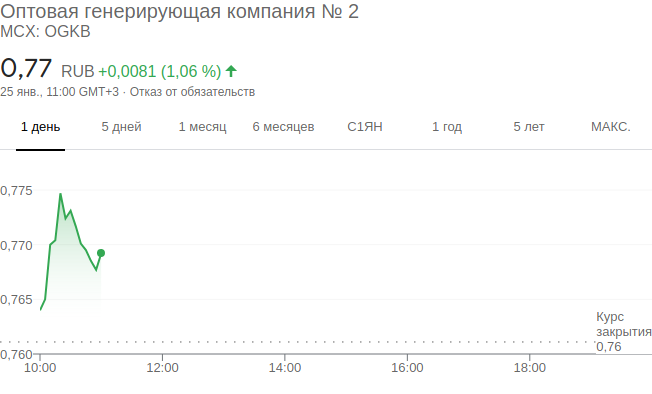 Оптовая генерирующая компания № 2
MCX: OGKB
0,77 RUB +0,0081 (1,06 %)
25 янв., 11:00 GMT+3 · Отказ от обязательств
1 день 5 дней 1 месяц 6 месяцев С1ЯН 1 год 5 лет МАКС.
0,775
0,770
0,765
Курс
закрытия
0,76
0,760
10:00 12:00 14:00 16:00 18:00